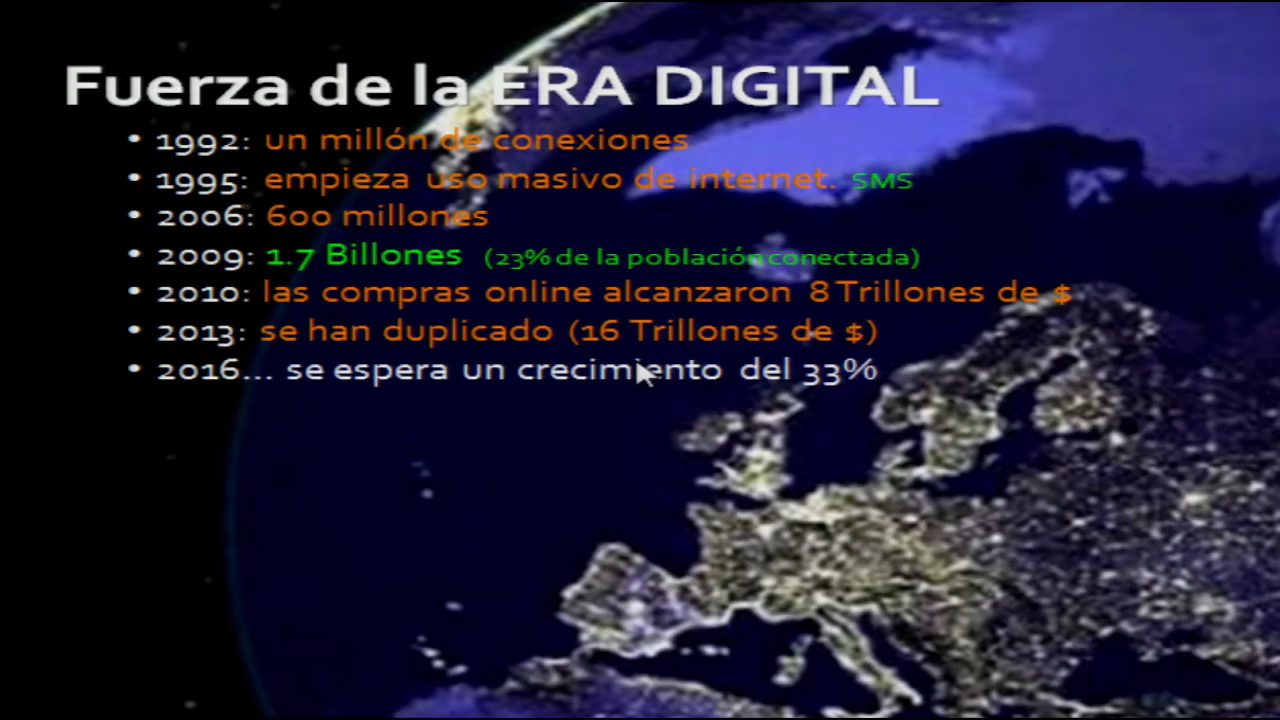 Fuerza de la ERA DIGITAL
• 1992: un millón de conexiones
• 1995: empieza uso masivo de internet. SMS
• 2006: 600 millones
• 2009: 1.7 Billones (23% de la población conectada)
• 2010: las compras online alcanzaron 8 Trillones de $
• 2013: se han duplicado (16 Trillones de $)
• 2016... se espera un crecimiento del 33%